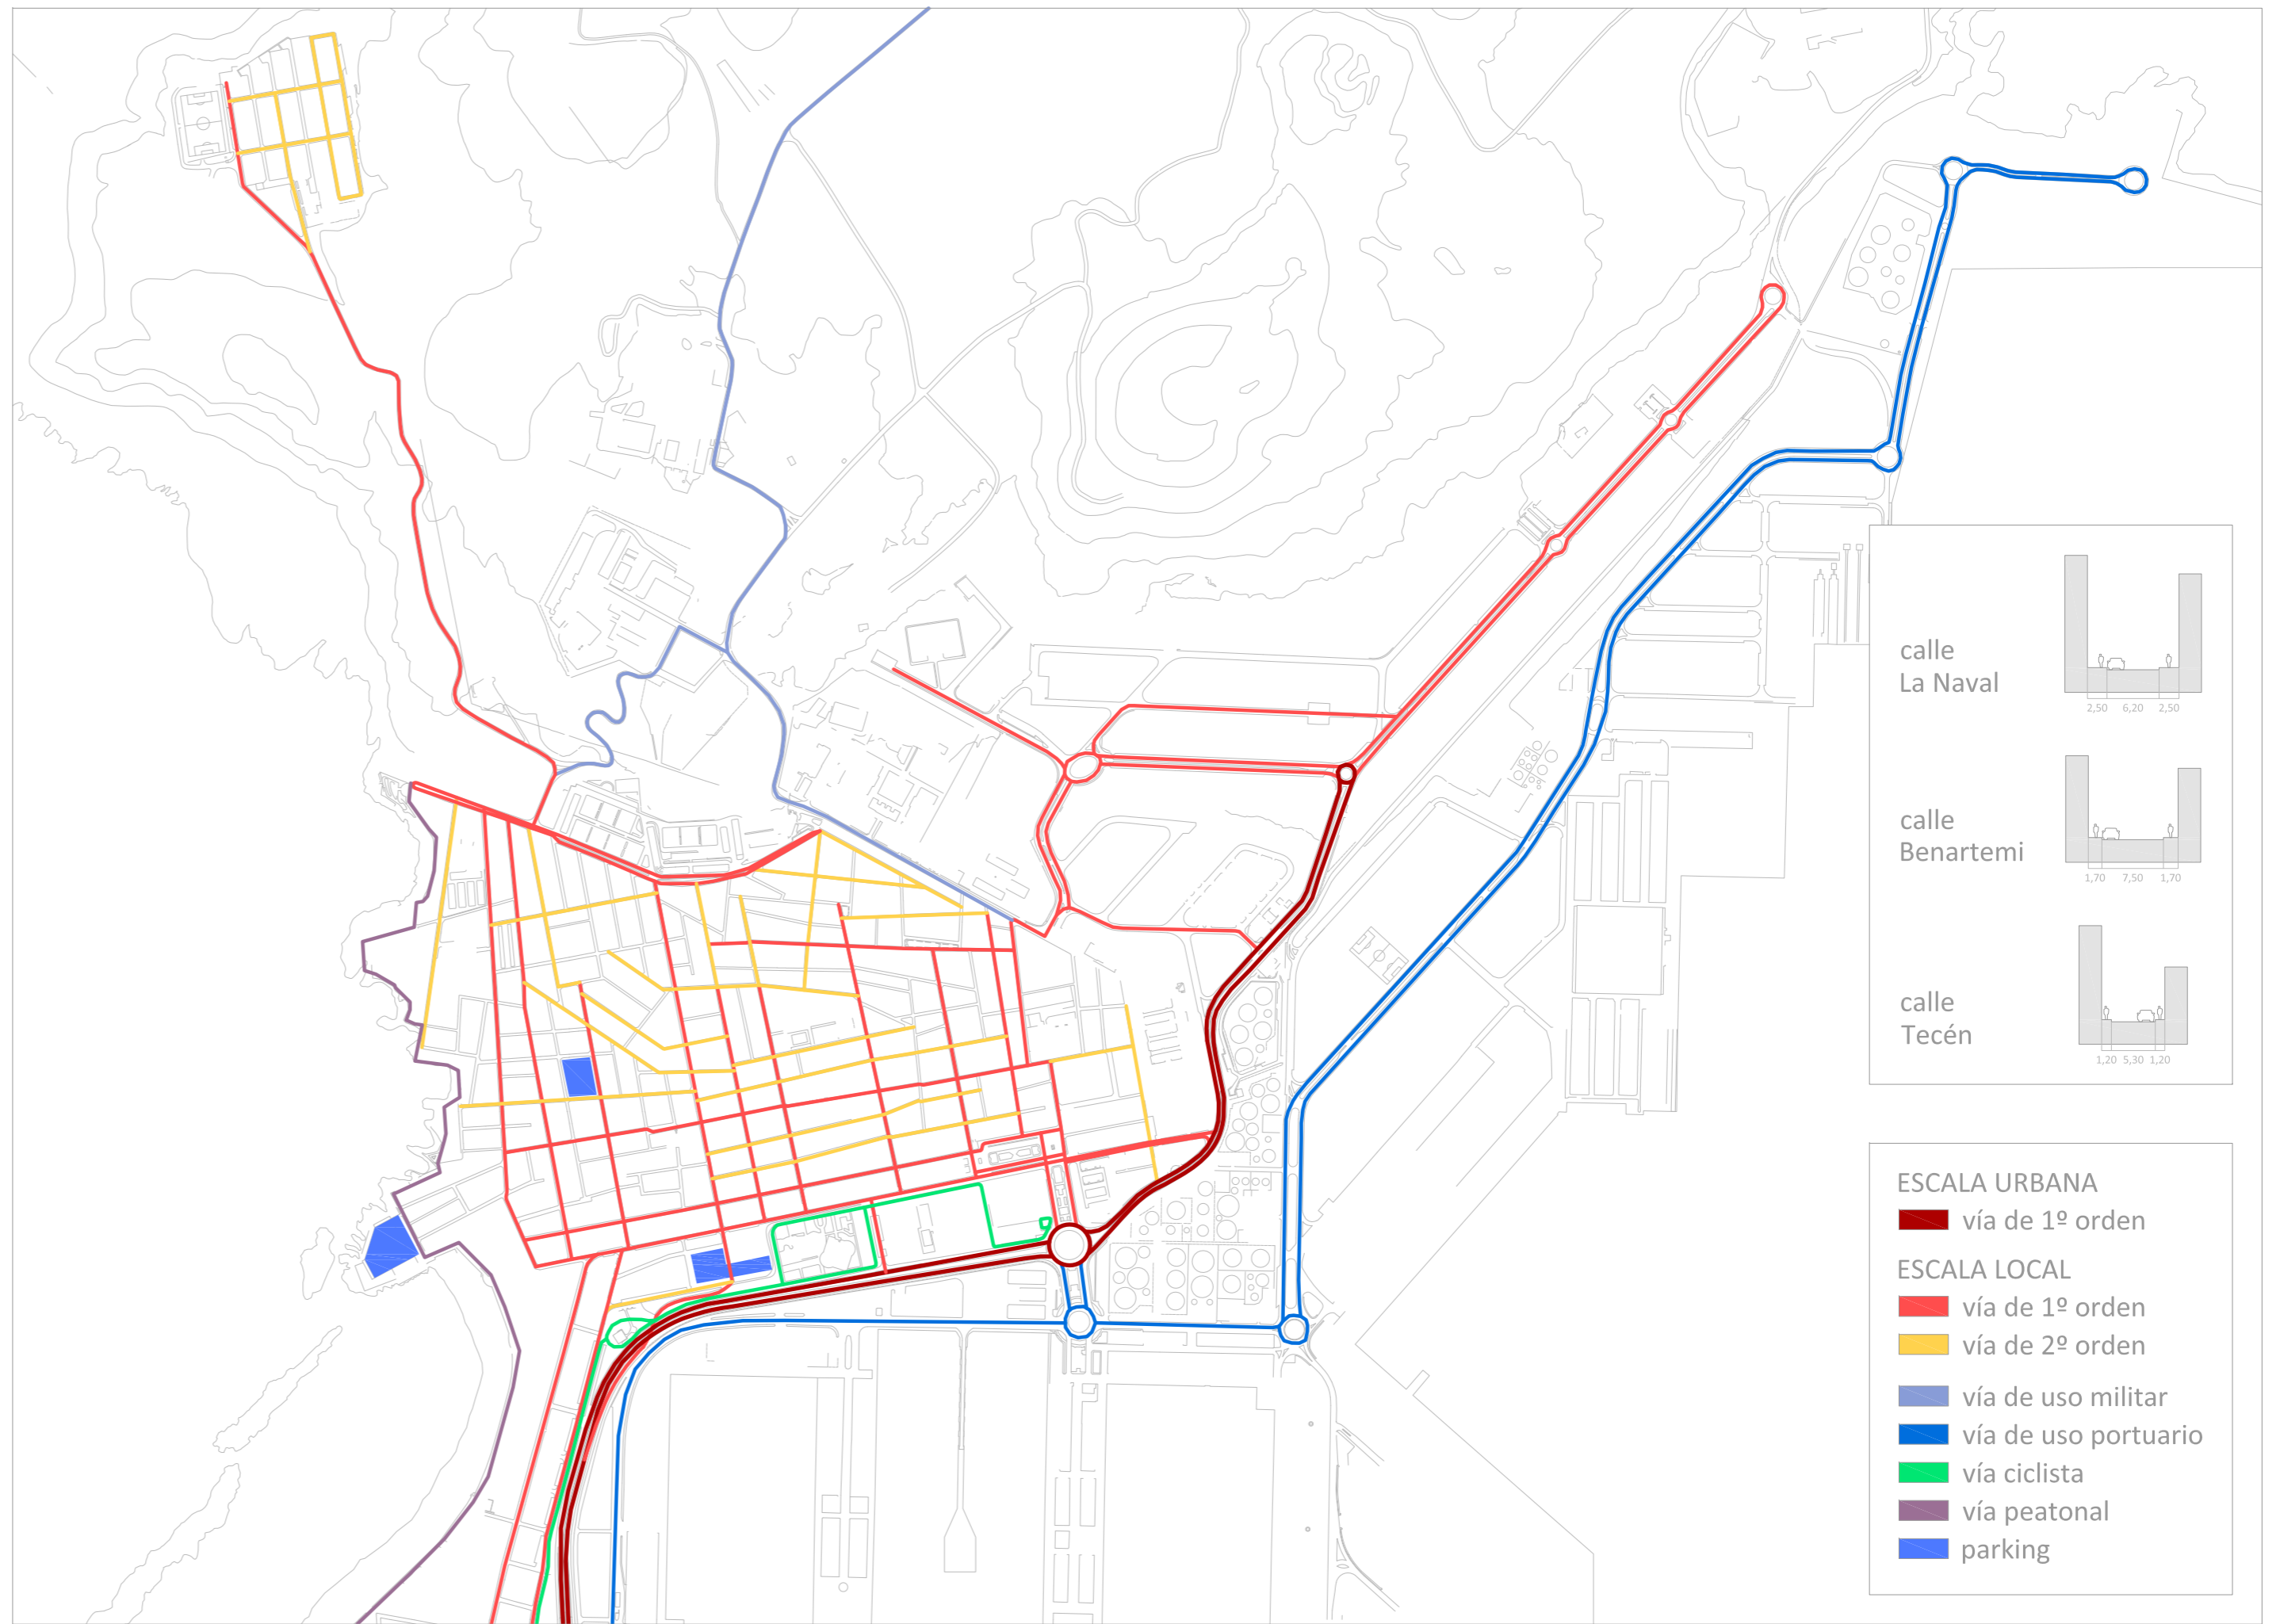 calle
La Naval
2,50 6,20 2,50
calle
Benartemi
1,70 7,50 1,70
calle
Tecén
1,20 5,30 1,20
ESCALA URBANA
vía de 1º orden
ESCALA LOCAL
vía de 1º orden
vía de 2º orden
vía de uso militar
vía de uso portuario
vía ciclista
vía peatonal
parking